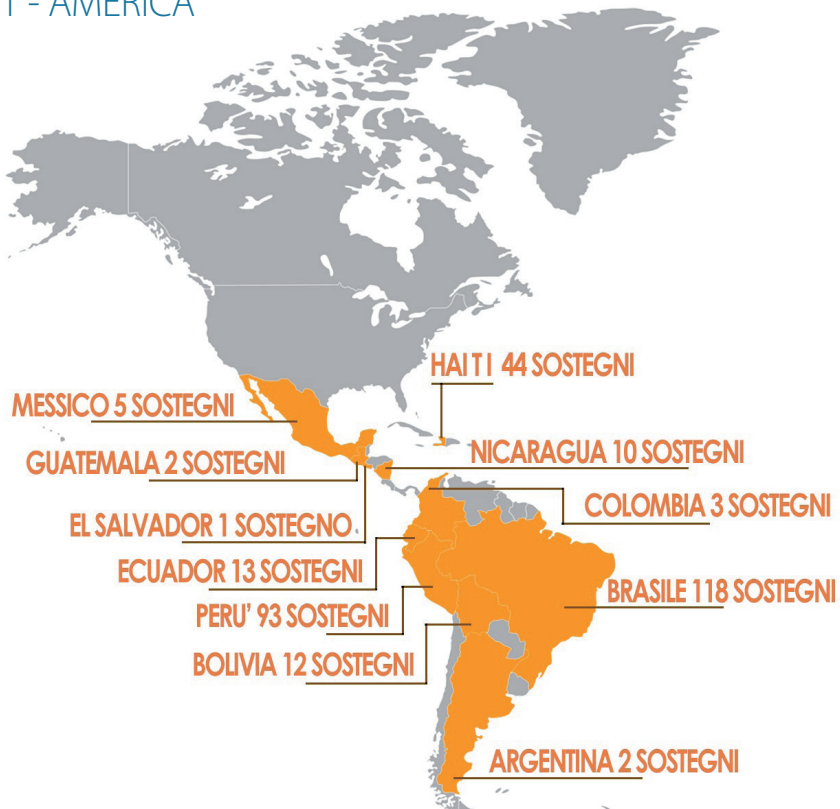 - AMERICA
HAITI 44 SOSTEGNI
MESSICO 5 SOSTEGNI
NICARAGUA 10 SOSTEGNI
GUATEMALA 2 SOSTEGNI
COLOMBIA 3 SOSTEGNI
EL SALVADOR 1 SOSTEGNO
ECUADOR 13 SOSTEGNI
BRASILE 118 SOSTEGNI
PERU' 93 SOSTEGNI
BOLIVIA 12 SOSTEGNI
ARGENTINA 2 SOSTEGNI